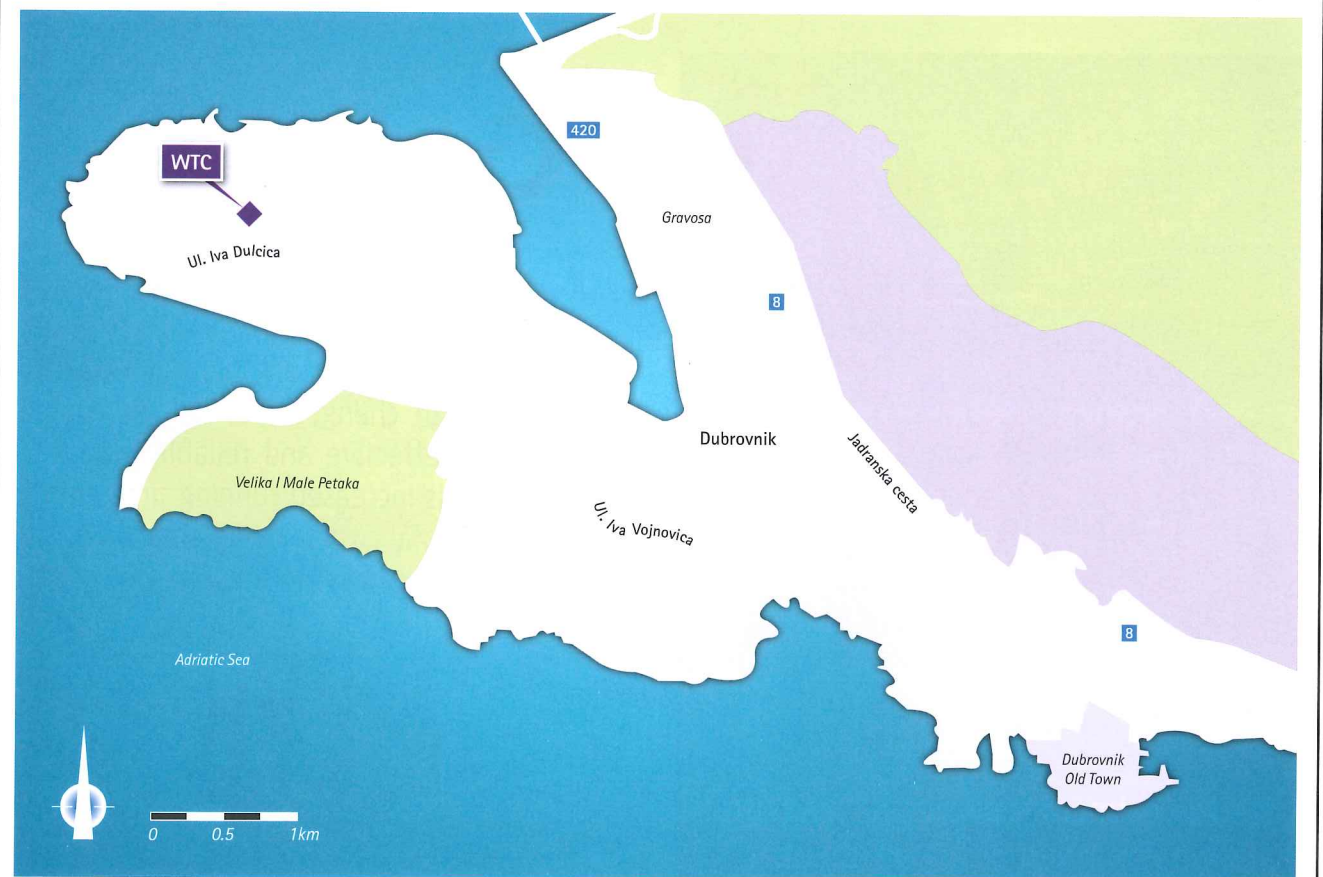 420
WTC
Gravosa
Ul. Iva Dulcica
8
Dubrovnik
Jadranska cesta
Velika I Male Petaka
Ul. Iva Vojnovica
8
Adriatic Sea
Dubrovnik
Old Town
0 0.5 1km